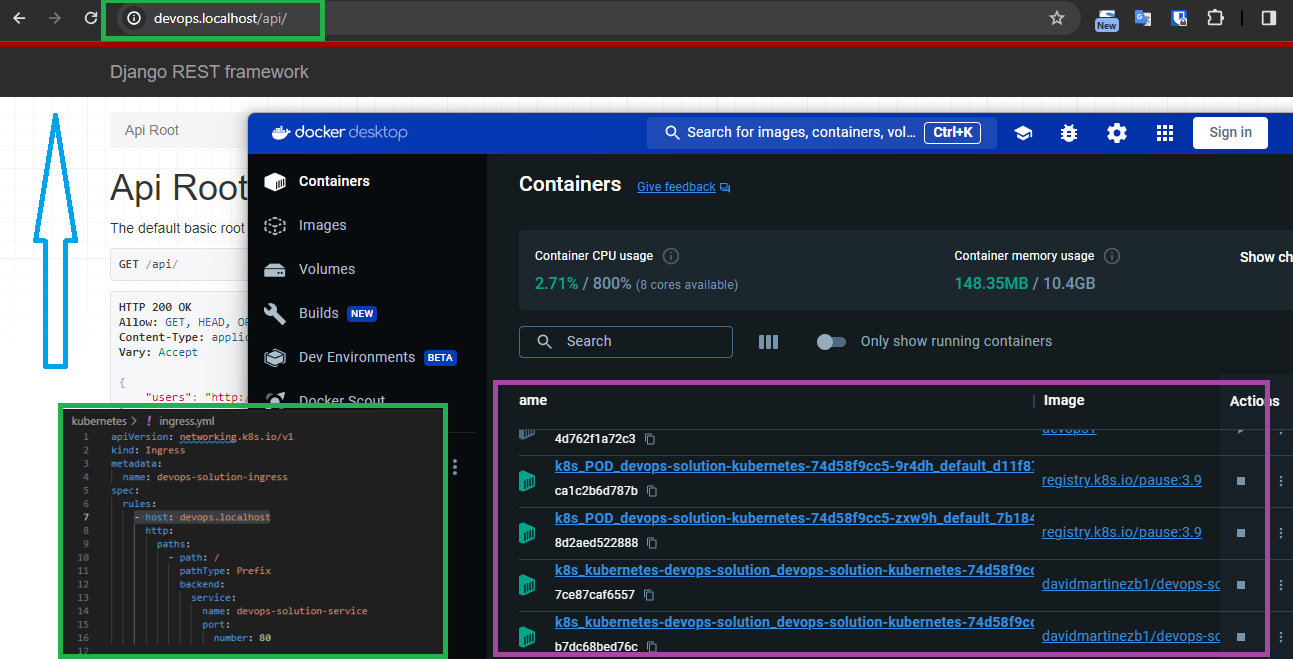 devops.localhost/api/
New
Django REST framework
Api Root
Api Root
The default basic root
GET /api/
HTTP 200 OK
Allow: GET, HEAD,
Content-Type:
Vary: Accept
{
"users":
docker desktop
Search for images, containers, vol...
Ctrl+K
Sign in
Containers
Images
Volumes
Builds NEW
Dev Environments BETA
Docker Scout
Containers
Give feedback
Container CPU usage
2.71% / 800% (8 cores available)
Container memory usage
148.35MB / 10.4GB
Show ch
Search
Only show running containers
ame
Image
Actions
4d762f1a72c3
k8s_POD_devops-solution-kubernetes-74d58f9cc5-9r4dh_default_d11f87
ca1c2b6d787b
registry.k8s.io/pause:3.9
k8s_POD_devops-solution-kubernetes-74d58f9cc5-zxw9h_default_7b184
8d2aed522888
registry.k8s.io/pause:3.9
k8s_kubernetes-devops-solution_devops-solution-kubernetes-74d58f9cc
7ce87caf6557
davidmartinezb1/devops-so
k8s_kubernetes-devops-solution_devops-solution-kubernetes-74d58f9cc
b7dc68bed76c
davidmartinezb1/devops-so
kubernetes > ! ingress.yml
1 apiVersion: networking.k8s.io/v1
2 kind: Ingress
3 metadata:
4 name: devops-solution-ingress
5 spec:
6 rules:
7 - host: devops.localhost
8 http:
9 paths:
10 - path: /
11 pathType: Prefix
12 backend:
13 service:
14 name: devops-solution-service
15 port:
16 number: 80
17